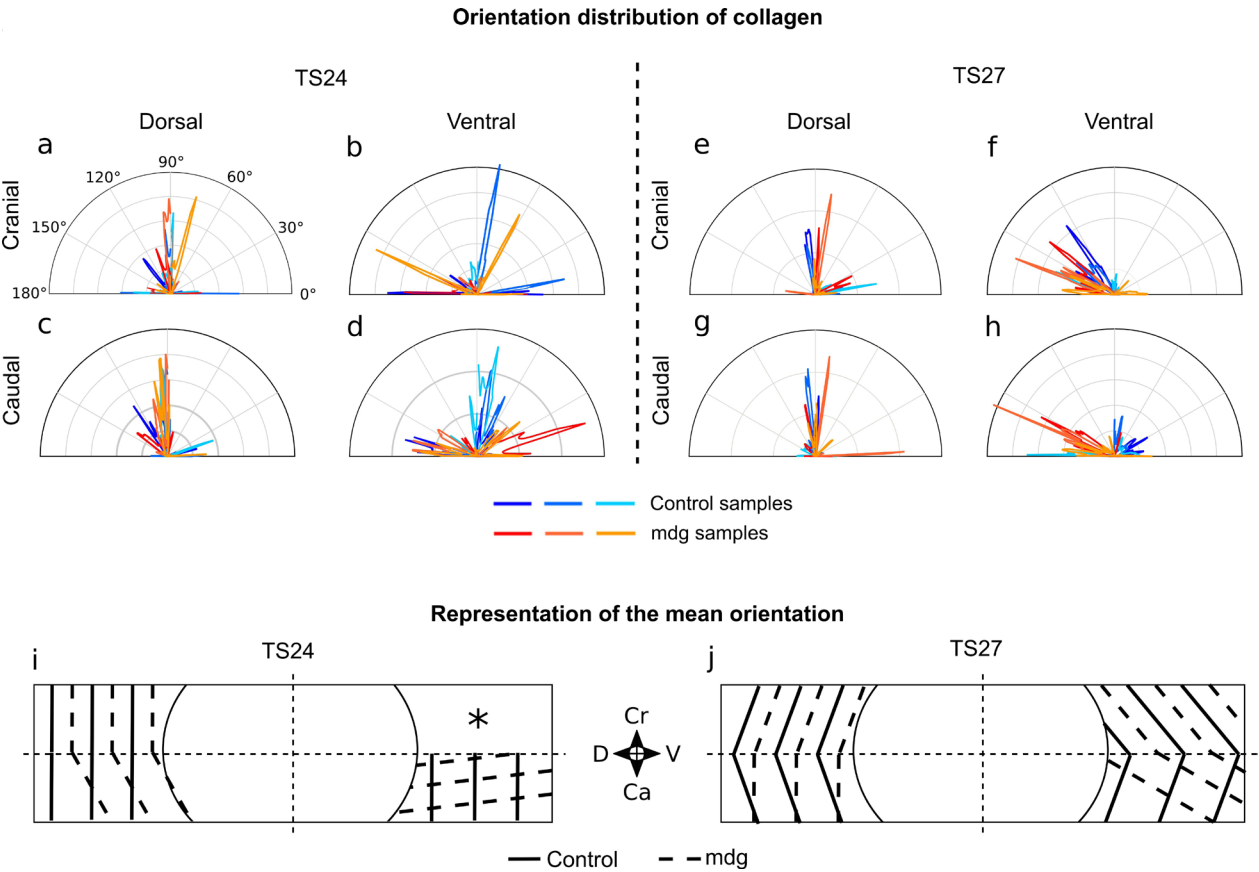 Orientation distribution of collagen
TS24
TS27
Dorsal
Ventral
Dorsal
Ventral
a
b
e
f
Cranial
Cranial
90°
120°
60°
150°
30°
180°
0°
c
d
g
h
Caudal
Caudal
Control samples
mdg samples
Representation of the mean orientation
i
TS24
j
TS27
*
Cr
D
V
Ca
Control
mdg